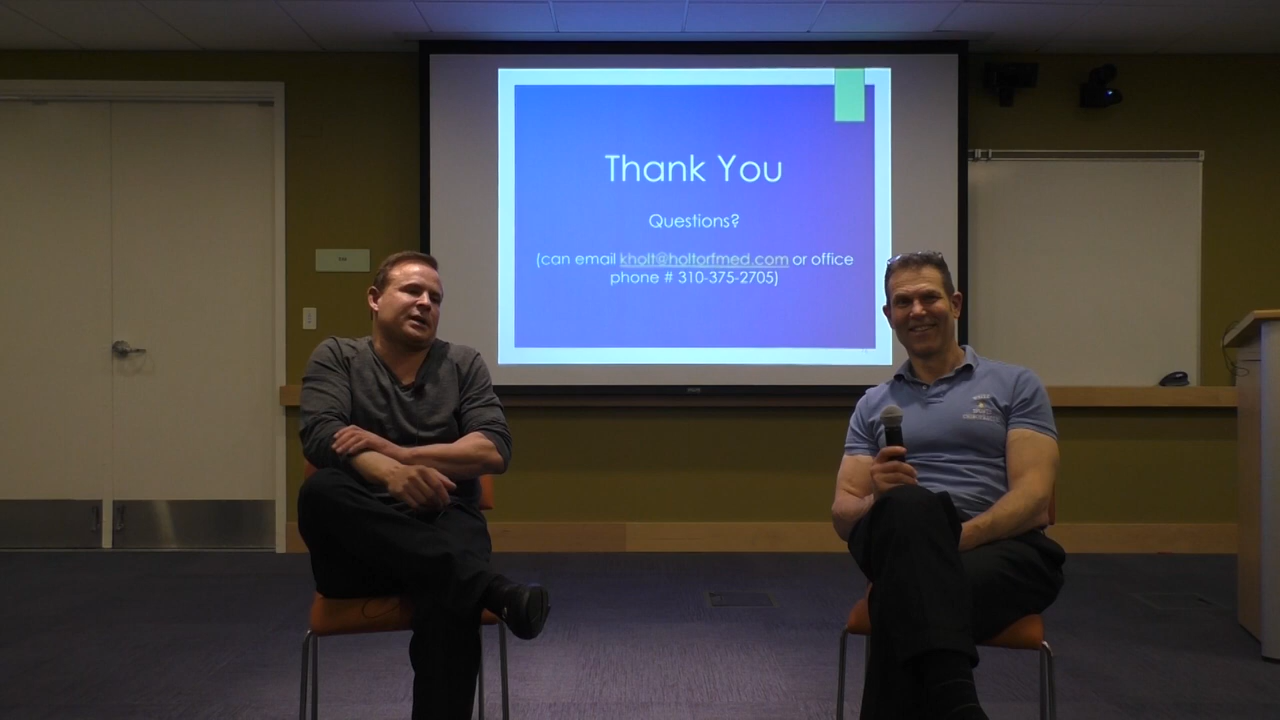 Thank You
Questions?
(can email kholt@holtorfmed.com or office
phone # 310-375-2705)